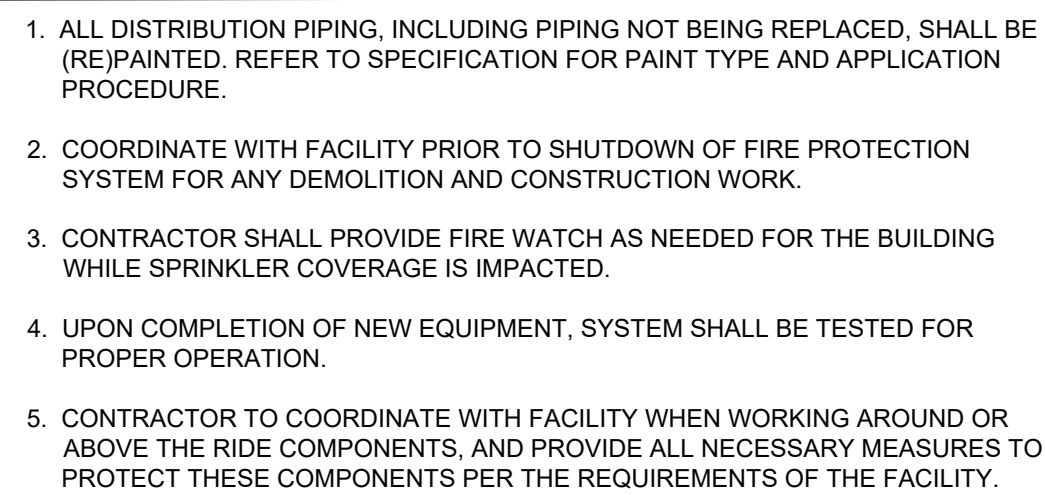 1. ALL DISTRIBUTION PIPING, INCLUDING PIPING NOT BEING REPLACED, SHALL BE
(RE)PAINTED. REFER TO SPECIFICATION FOR PAINT TYPE AND APPLICATION
PROCEDURE.
2. COORDINATE WITH FACILITY PRIOR TO SHUTDOWN OF FIRE PROTECTION
SYSTEM FOR ANY DEMOLITION AND CONSTRUCTION WORK.
3. CONTRACTOR SHALL PROVIDE FIRE WATCH AS NEEDED FOR THE BUILDING
WHILE SPRINKLER COVERAGE IS IMPACTED.
4. UPON COMPLETION OF NEW EQUIPMENT, SYSTEM SHALL BE TESTED FOR
PROPER OPERATION.
5. CONTRACTOR TO COORDINATE WITH FACILITY WHEN WORKING AROUND OR
ABOVE THE RIDE COMPONENTS, AND PROVIDE ALL NECESSARY MEASURES TO
PROTECT THESE COMPONENTS PER THE REQUIREMENTS OF THE FACILITY.